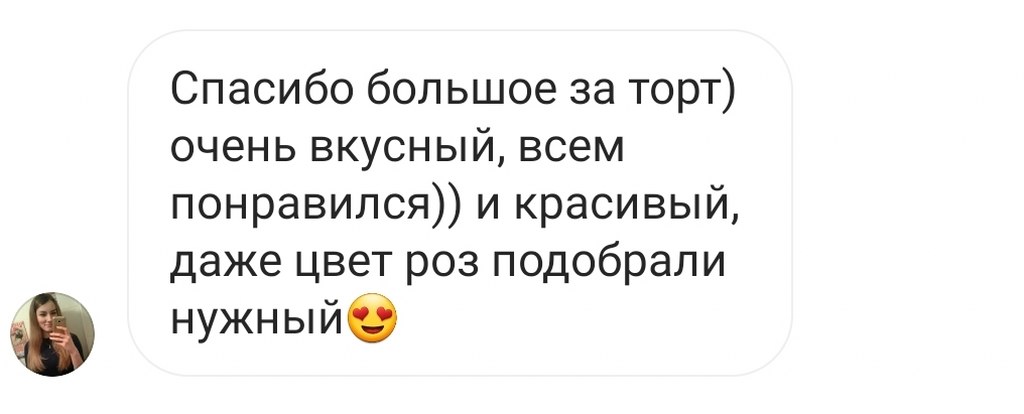 Спасибо большое за торт)
очень вкусный, всем
понравился)) и красивый,
даже цвет роз подобрали
нужный😍